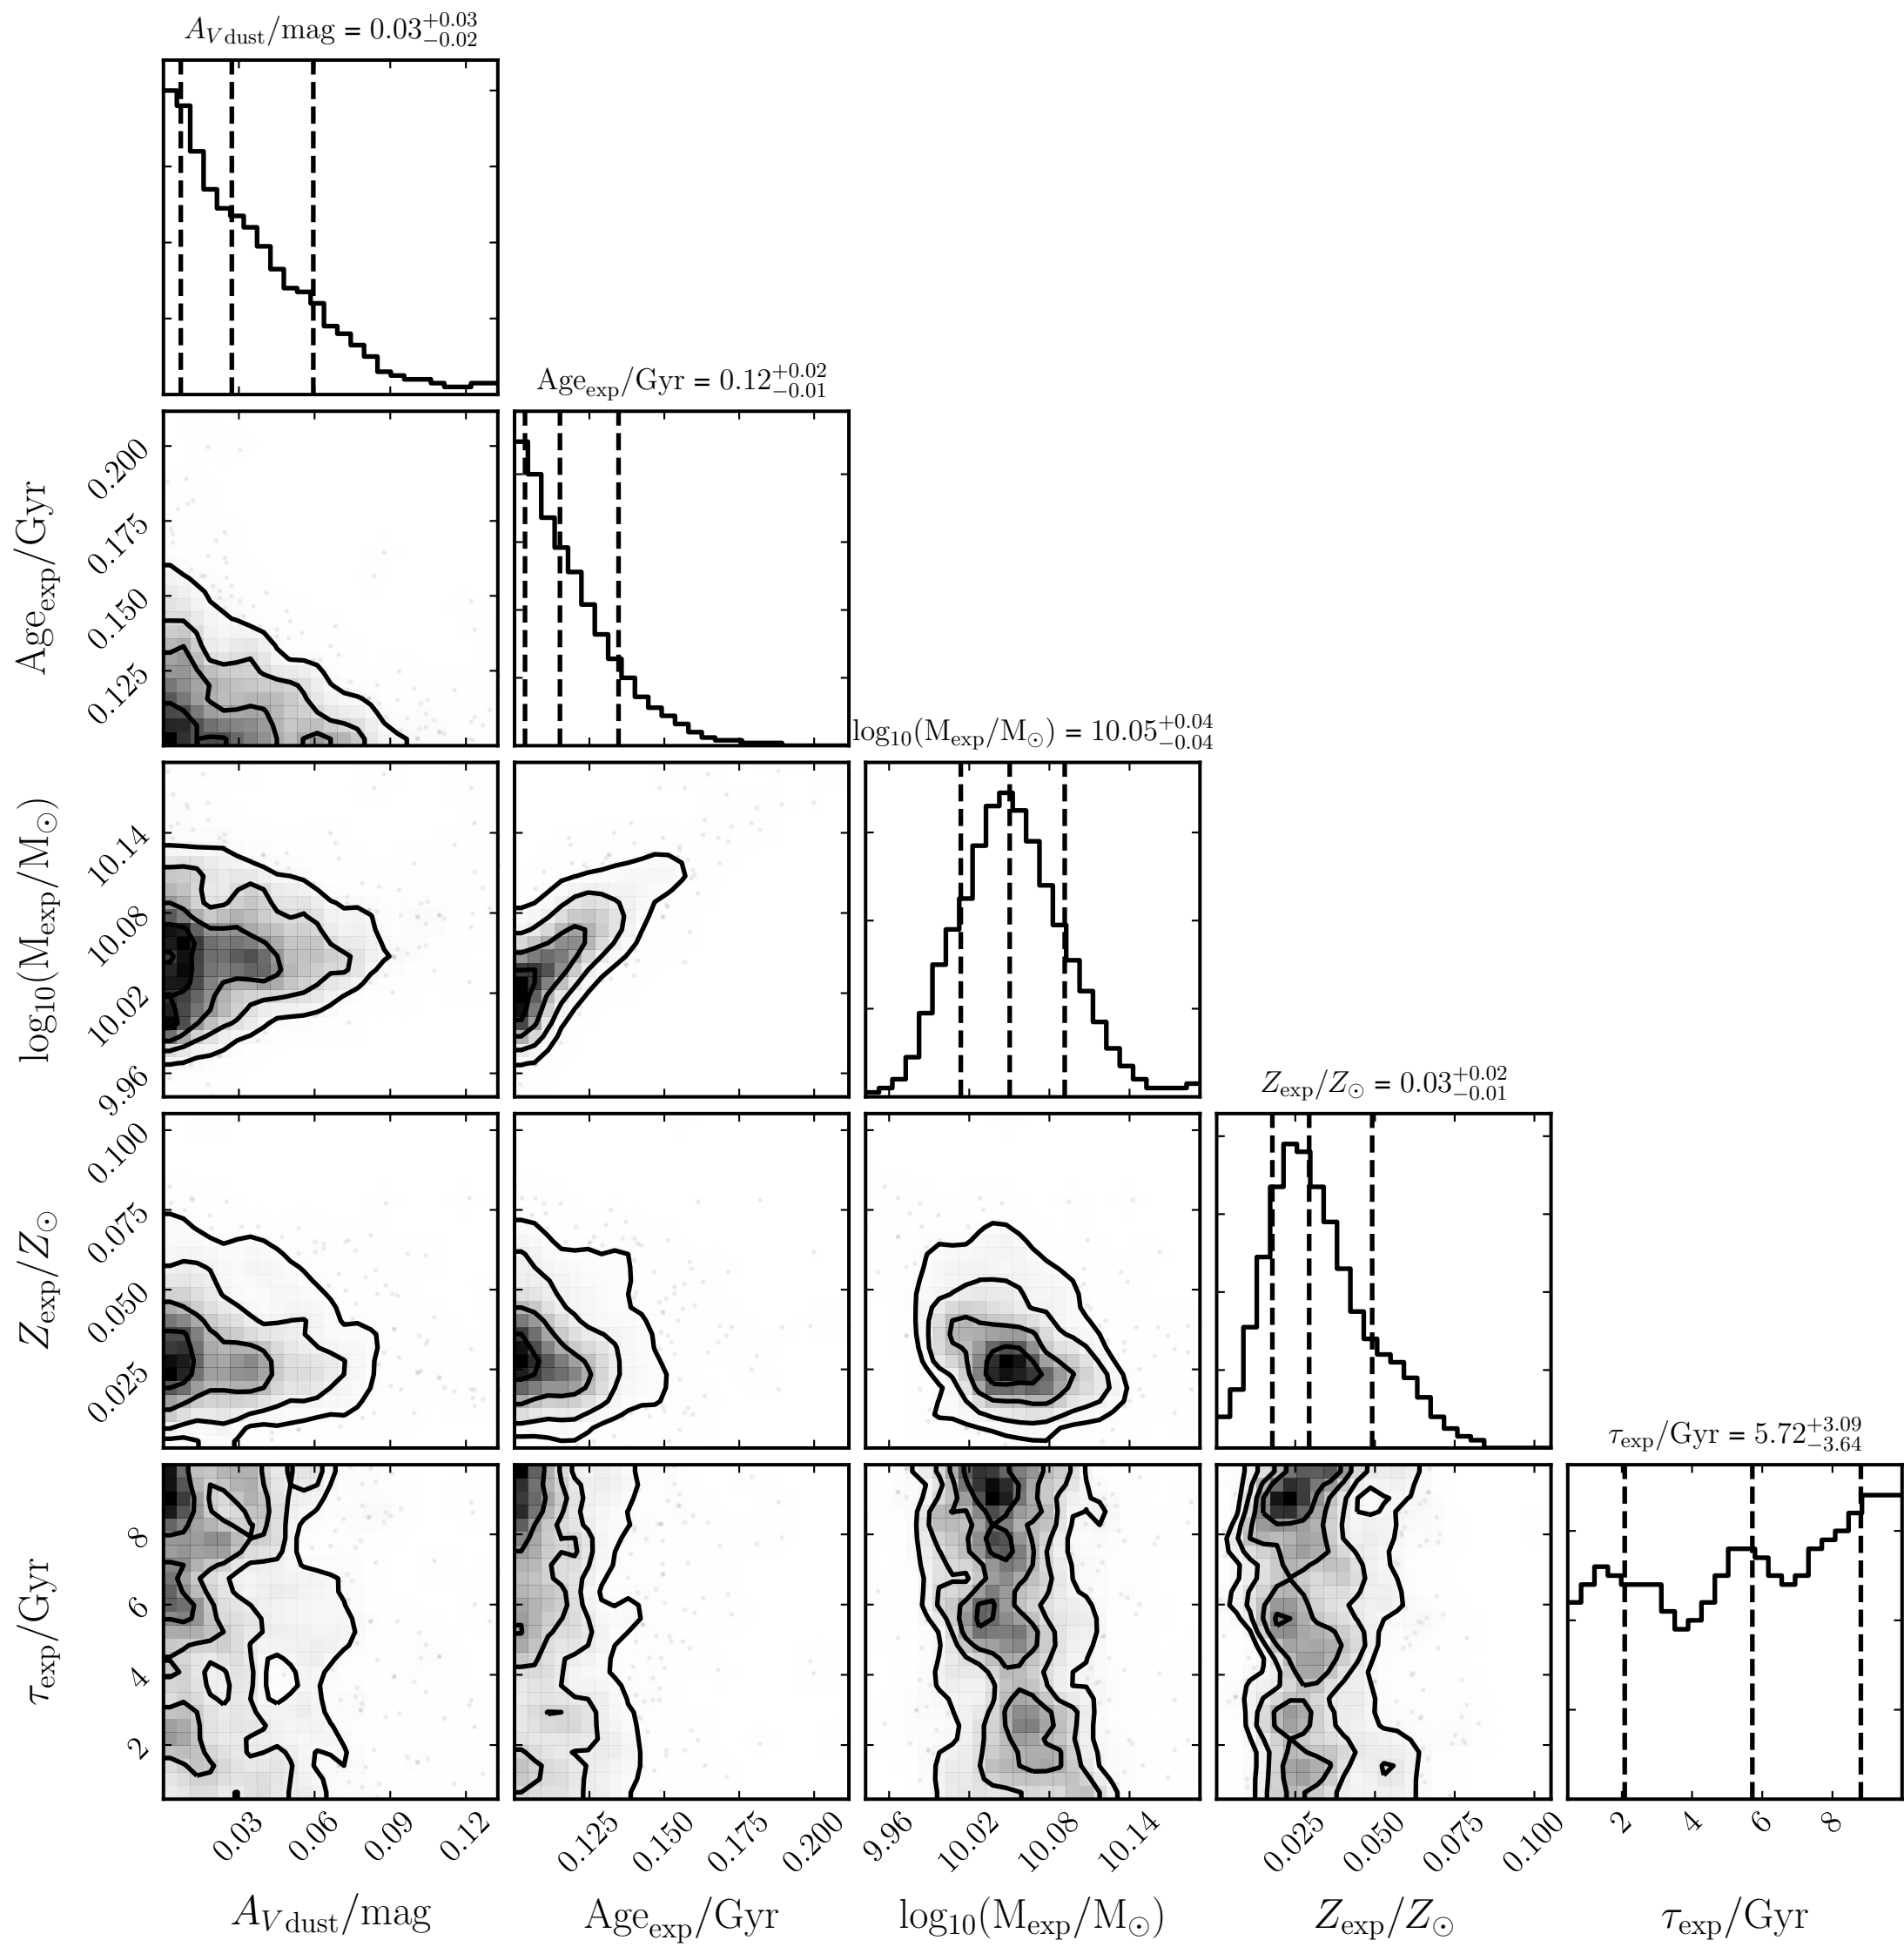 A_V dust/mag = 0.03^{+0.03}_{-0.02}
Age_exp/Gyr = 0.12^{+0.02}_{-0.01}
0.200
0.175
0.150
0.125
Age_exp/Gyr
log₁₀(M_exp/M_⊙) = 10.05^{+0.04}_{-0.04}
10.14
10.08
10.02
9.96
log₁₀(M_exp/M_⊙)
Z_exp/Z_⊙ = 0.03^{+0.02}_{-0.01}
0.100
0.075
0.050
0.025
Z_exp/Z_⊙
τ_exp/Gyr = 5.72^{+3.09}_{-3.64}
8
6
4
2
τ_exp/Gyr
0.03 0.06 0.09 0.12
0.125 0.150 0.175 0.200
9.96 10.02 10.08 10.14
0.025 0.050 0.075 0.100
2 4 6 8
A_V dust/mag
Age_exp/Gyr
log₁₀(M_exp/M_⊙)
Z_exp/Z_⊙
τ_exp/Gyr